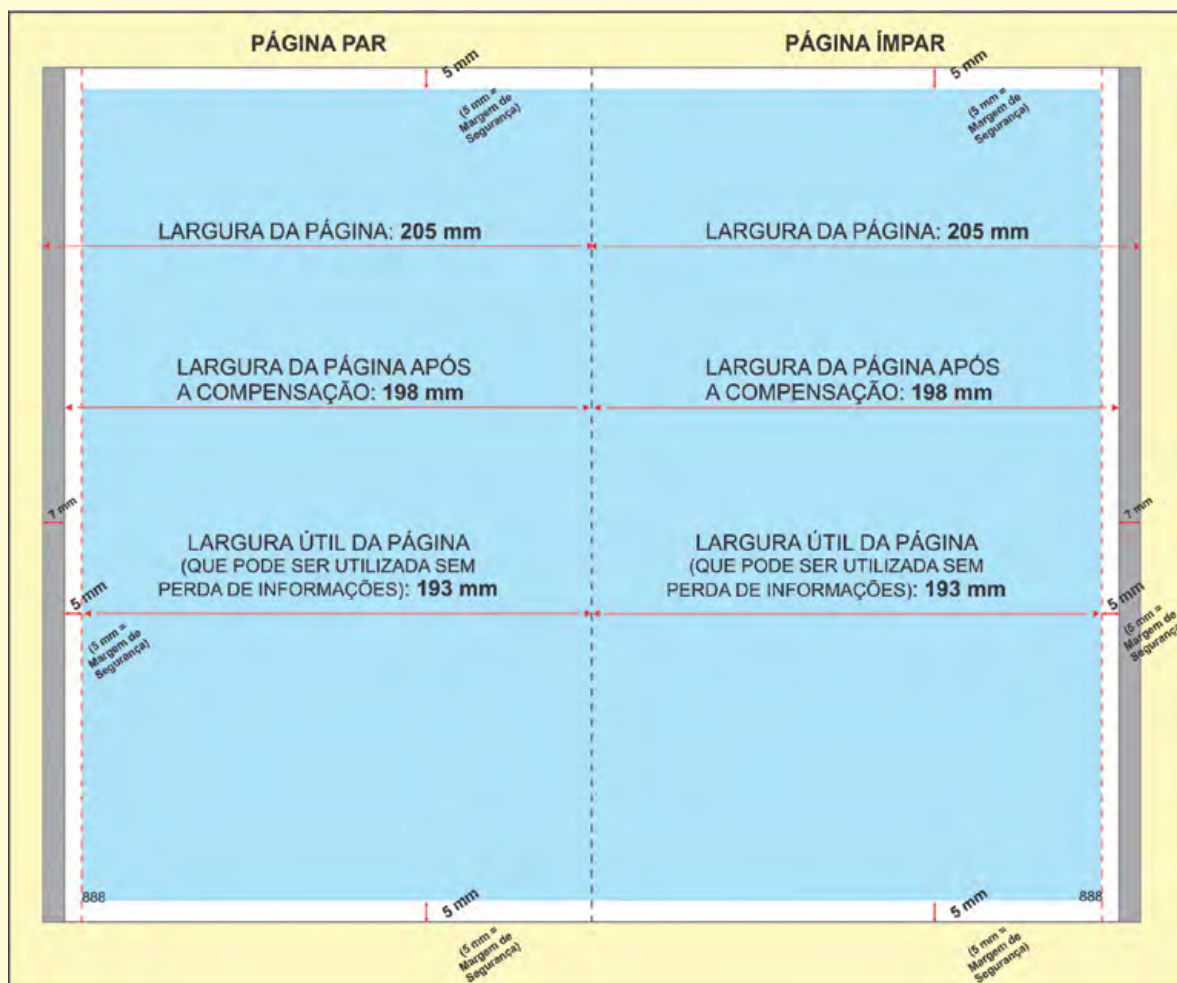 PÁGINA PAR
PÁGINA ÍMPAR
5 mm
5 mm
(5 mm =
Margem de
Segurança)
(5 mm =
Margem de
Segurança)
LARGURA DA PÁGINA: 205 mm
LARGURA DA PÁGINA: 205 mm
LARGURA DA PÁGINA APÓS
A COMPENSAÇÃO: 198 mm
LARGURA DA PÁGINA APÓS
A COMPENSAÇÃO: 198 mm
7 mm
7 mm
LARGURA ÚTIL DA PÁGINA
(QUE PODE SER UTILIZADA SEM
PERDA DE INFORMAÇÕES): 193 mm
LARGURA ÚTIL DA PÁGINA
(QUE PODE SER UTILIZADA SEM
PERDA DE INFORMAÇÕES): 193 mm
5 mm
5 mm
(5 mm =
Margem de
Segurança)
(5 mm =
Margem de
Segurança)
888
888
5 mm
5 mm
(5 mm =
Margem de
Segurança)
(5 mm =
Margem de
Segurança)